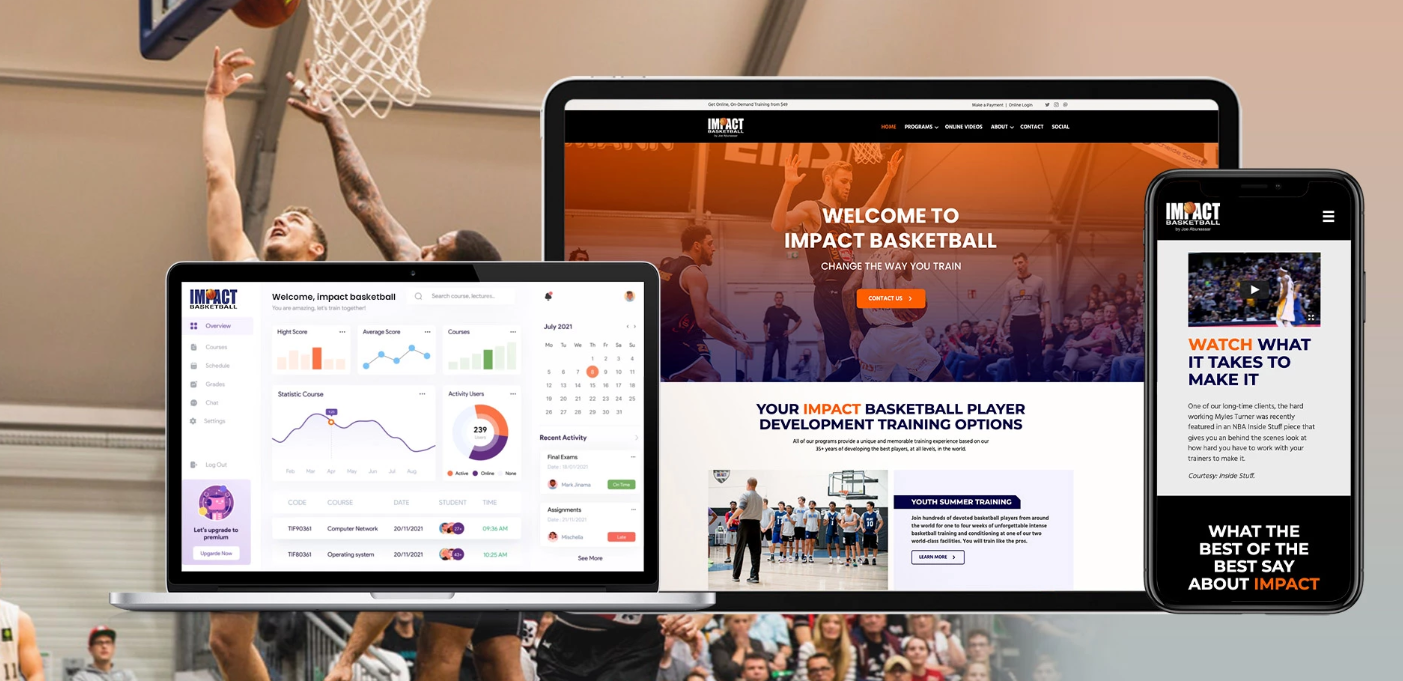 IMPACT
BASKETBALL
Welcome, impact basketball
You are amazing, let's train together!
Search course, lectures..
Overview
Courses
Schedule
Grades
Chat
Settings
Log Out
Let's upgrade to
premium
Upgarde Now
Hight Score
Average Score
Courses
Statistic Course
Nov Mar Apr May Jun Jul Aug
Activity Users
239
Users
Active Online None
CODE COURSE DATE STUDENT TIME
TIF90361 Computer Network 20/11/2021 27+ 09:36 AM
TIF80361 Operating system 20/11/2021 42+ 10:25 AM
July 2021
Mo Tu We Th Fr Sa Su
1 2 3 4
5 6 7 8 9 10 11
12 13 14 15 16 17 18
19 20 21 22 23 24 25
26 27 28 29 30 31
Recent Activity
Final Exams
Mark Jinama On Time
Assignments
Mischella Late
See More
Get Online, On-Demand Training from $49
Make a Payment | Online Login
IMPACT
BASKETBALL
HOME PROGRAMS ONLINE VIDEOS ABOUT CONTACT SOCIAL
WELCOME TO
IMPACT BASKETBALL
CHANGE THE WAY YOU TRAIN
CONTACT US
YOUR IMPACT BASKETBALL PLAYER
DEVELOPMENT TRAINING OPTIONS
All of our programs provide a unique and memorable training experience based on our
35+ years of developing the best players, at all levels, in the world.
YOUTH SUMMER TRAINING
Join hundreds of devoted basketball players from around
the world for one to four weeks of unforgettable intense
basketball training and conditioning at one of our two
world-class facilities. You will train like the pros.
LEARN MORE
IMPACT
BASKETBALL
by Joe Abunassar
WATCH WHAT
IT TAKES TO
MAKE IT
One of our long-time clients, the hard
working Myles Turner was recently
featured in an NBA Inside Stuff piece that
gives you an behind the scenes look at
how hard you have to work with your
trainers to make it.
Courtesy: Inside Stuff.
WHAT THE
BEST OF THE
BEST SAY
ABOUT IMPACT